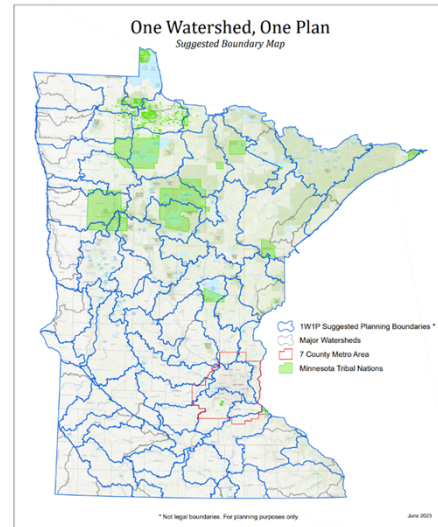 One Watershed, One Plan
Suggested Boundary Map
1W1P Suggested Planning Boundaries *
Major Watersheds
7 County Metro Area
Minnesota Tribal Nations
* Not legal boundaries. For planning purposes only.
June 2023